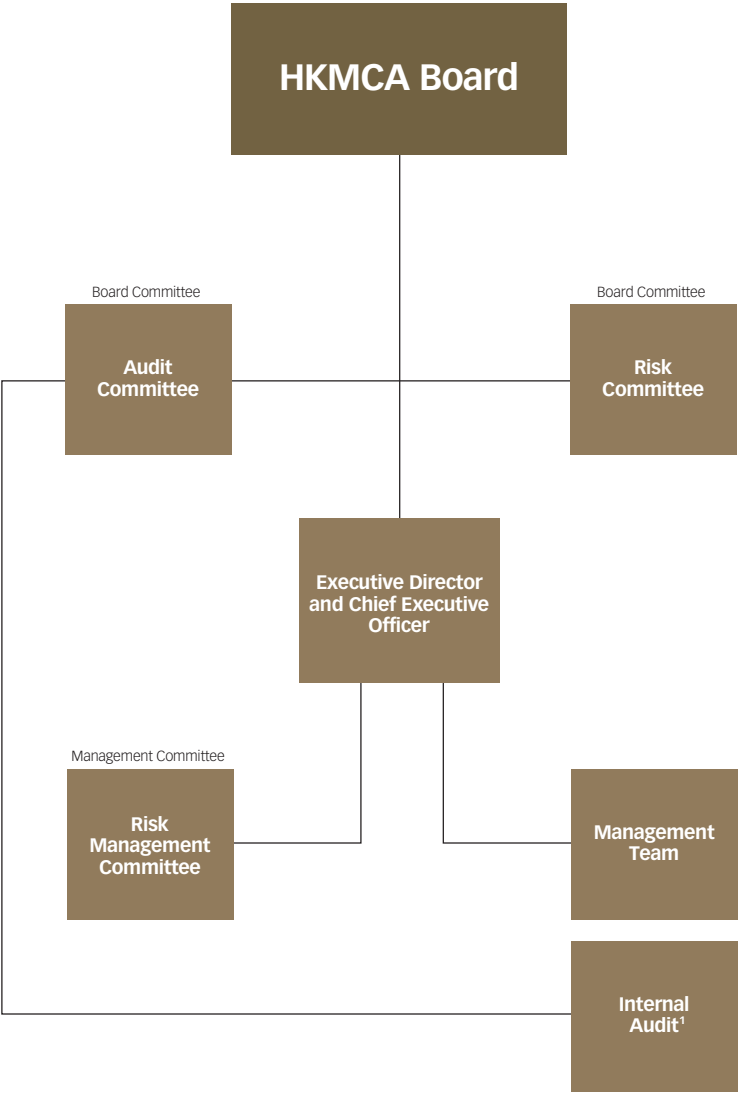 HKMCA Board
Board Committee
Audit
Committee
Board Committee
Risk
Committee
Executive Director
and Chief Executive
Officer
Management Committee
Risk
Management
Committee
Management
Team
Internal
Audit¹